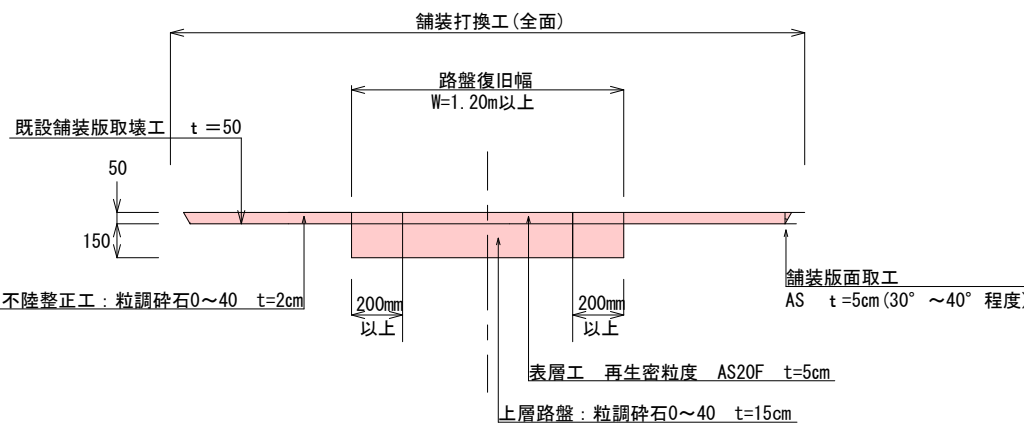 舗装打換工(全面)
路盤復旧幅
W=1.20m以上
既設舗装版取壊工　t=50
50
150
不陸整正工：粒調砕石0～40　t=2cm
200mm
以上
200mm
以上
舗装版面取工
AS　t=5cm(30°～40°程度)
表層工　再生密粒度　AS20F　t=5cm
上層路盤：粒調砕石0～40　t=15cm